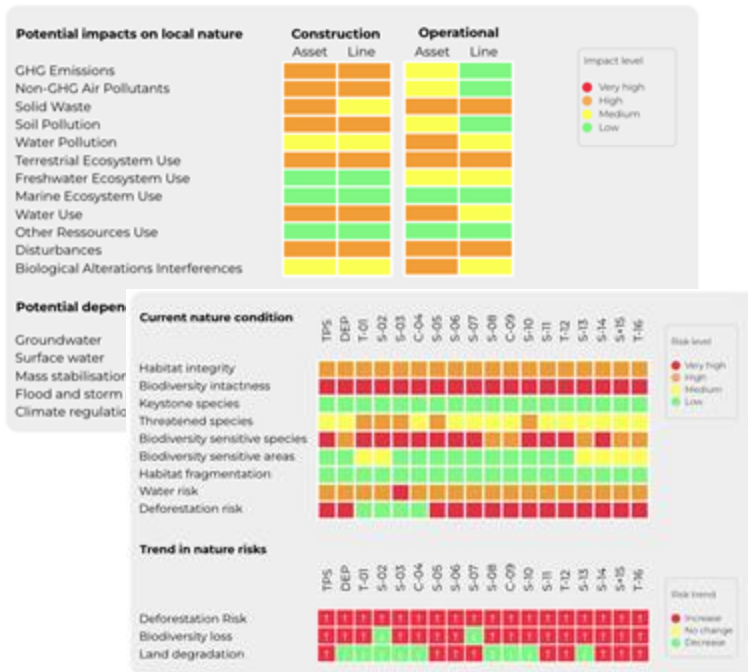 Potential impacts on local nature
Construction
Operational
Asset
Line
Asset
Line
Impact level
Very high
High
Medium
Low
GHG Emissions
Non-GHG Air Pollutants
Solid Waste
Soil Pollution
Water Pollution
Terrestrial Ecosystem Use
Freshwater Ecosystem Use
Marine Ecosystem Use
Water Use
Other Ressources Use
Disturbances
Biological Alterations Interferences
Potential depen
Groundwater
Surface water
Mass stabilisation
Flood and storm
Climate regulatio
Current nature condition
TPS DEP T-01 S-02 S-03 C-04 S-05 S-06 S-07 S-08 C-09 S-10 S-11 T-12 S-13 S-14 S+15 T-16
Risk level
Very high
High
Medium
Low
Habitat integrity
Biodiversity intactness
Keystone species
Threatened species
Biodiversity sensitive species
Biodiversity sensitive areas
Habitat fragmentation
Water risk
Deforestation risk
Trend in nature risks
TPS DEP T-01 S-02 S-03 C-04 S-05 S-06 S-07 S-08 C-09 S-10 S-11 T-12 S-13 S-14 S+15 T-16
Risk trend
Increase
No change
Decrease
Deforestation Risk
Biodiversity loss
Land degradation